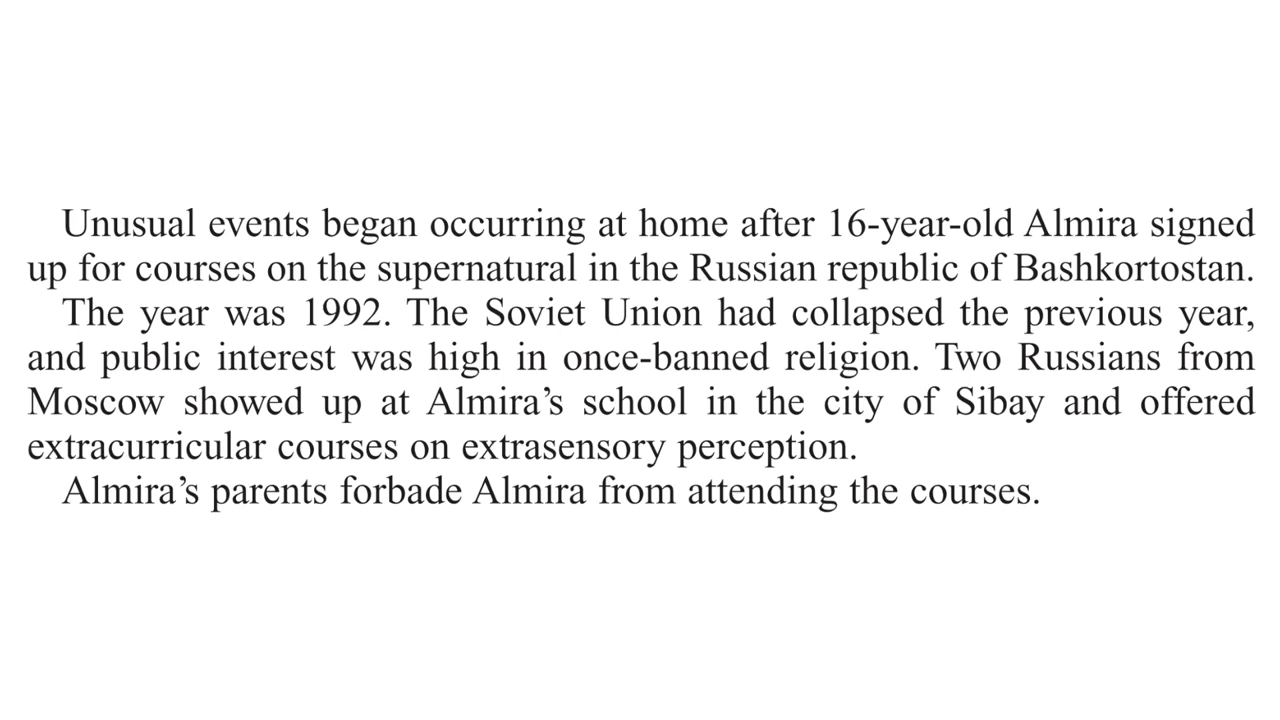 Unusual events began occurring at home after 16-year-old Almira signed
up for courses on the supernatural in the Russian republic of Bashkortostan.
The year was 1992. The Soviet Union had collapsed the previous year,
and public interest was high in once-banned religion. Two Russians from
Moscow showed up at Almira’s school in the city of Sibay and offered
extracurricular courses on extrasensory perception.
Almira’s parents forbade Almira from attending the courses.